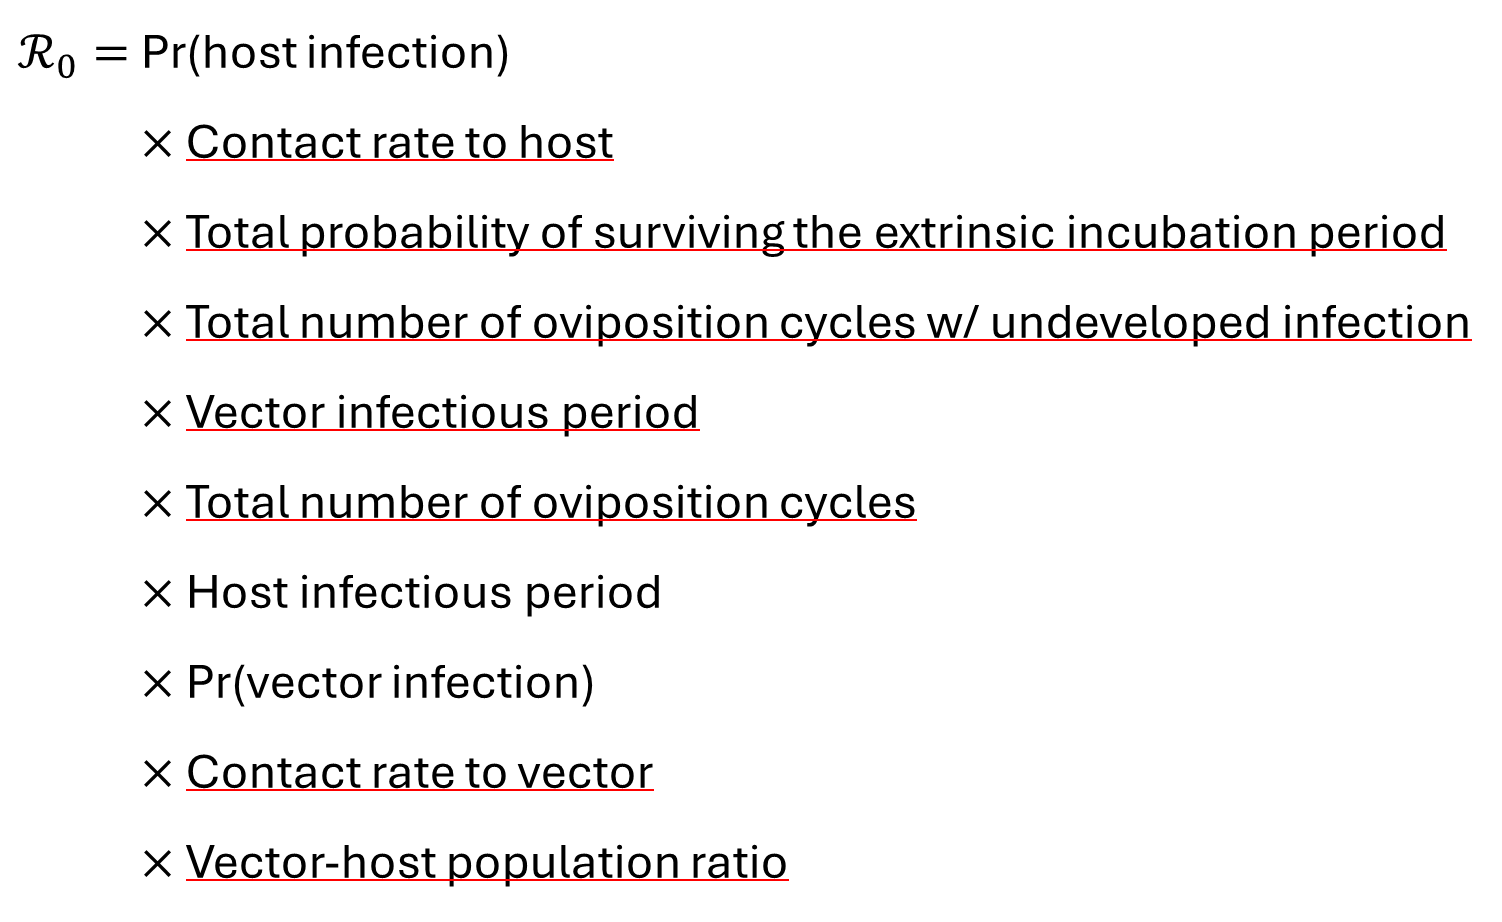 ℛ₀ = Pr(host infection)
× Contact rate to host
× Total probability of surviving the extrinsic incubation period
× Total number of oviposition cycles w/ undeveloped infection
× Vector infectious period
× Total number of oviposition cycles
× Host infectious period
× Pr(vector infection)
× Contact rate to vector
× Vector-host population ratio